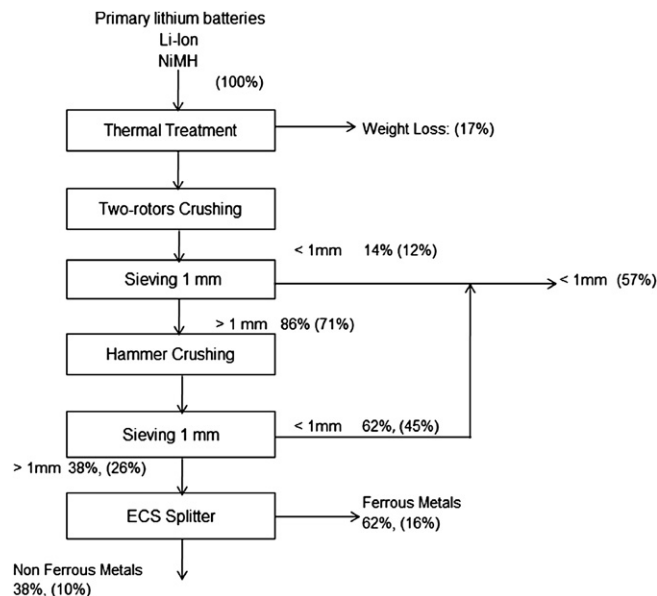 Primary lithium batteries
Li-Ion
NiMH
(100%)
Thermal Treatment
Weight Loss: (17%)
Two-rotors Crushing
< 1mm 14% (12%)
Sieving 1 mm
< 1mm (57%)
> 1 mm 86% (71%)
Hammer Crushing
< 1mm 62%, (45%)
Sieving 1 mm
> 1mm 38%, (26%)
Ferrous Metals
62%, (16%)
ECS Splitter
Non Ferrous Metals
38%, (10%)